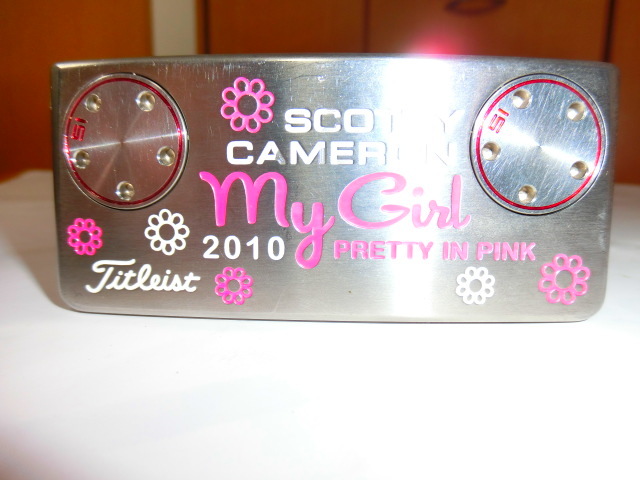 SCOTTY
CAMERON
My Girl
2010 PRETTY IN PINK
Titleist